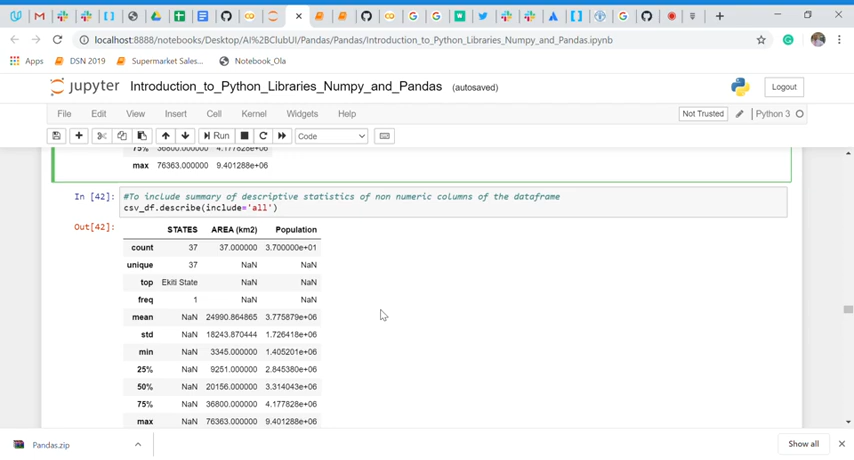 localhost:8888/notebooks/Desktop/AI%2BClubUI/Pandas/Pandas/Introduction_to_Python_Libraries_Numpy_and_Pandas.ipynb
Apps DSN 2019 Supermarket Sales... Notebook_Ola
jupyter Introduction_to_Python_Libraries_Numpy_and_Pandas (autosaved) Logout
File Edit View Insert Cell Kernel Widgets Help Not Trusted Python 3
Run Code
75% 36800.000000 4.177828e+06
max 76363.000000 9.401288e+06
In [42]: #To include summary of descriptive statistics of non numeric columns of the dataframe
csv_df.describe(include='all')
Out[42]:
STATES AREA (km2) Population
count 37 37.000000 3.700000e+01
unique 37 NaN NaN
top Ekiti State NaN NaN
freq 1 NaN NaN
mean NaN 24990.864865 3.775879e+06
std NaN 18243.870444 1.726418e+06
min NaN 3345.000000 1.405201e+06
25% NaN 9251.000000 2.845380e+06
50% NaN 20156.000000 3.314043e+06
75% NaN 36800.000000 4.177828e+06
max NaN 76363.000000 9.401288e+06
Pandas.zip Show all